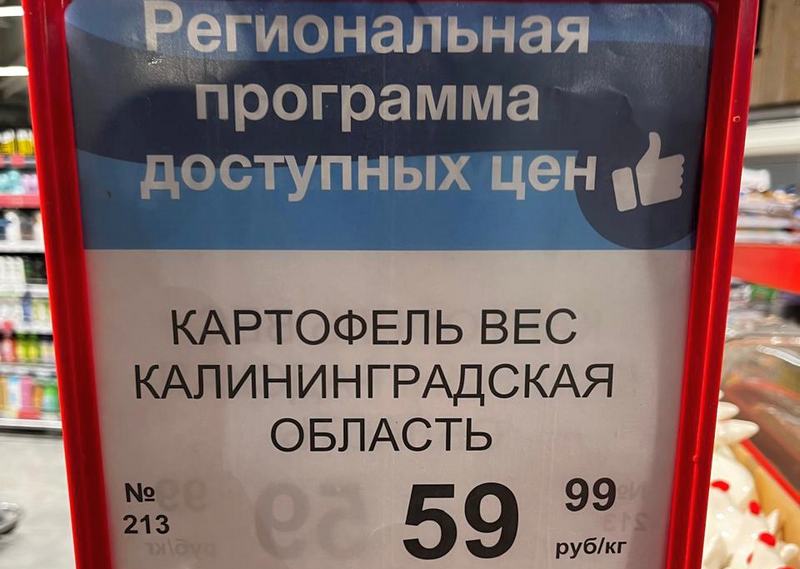 Региональная
программа
доступных цен
КАРТОФЕЛЬ ВЕС
КАЛИНИНГРАДСКАЯ
ОБЛАСТЬ
№
213
59 99
руб/кг